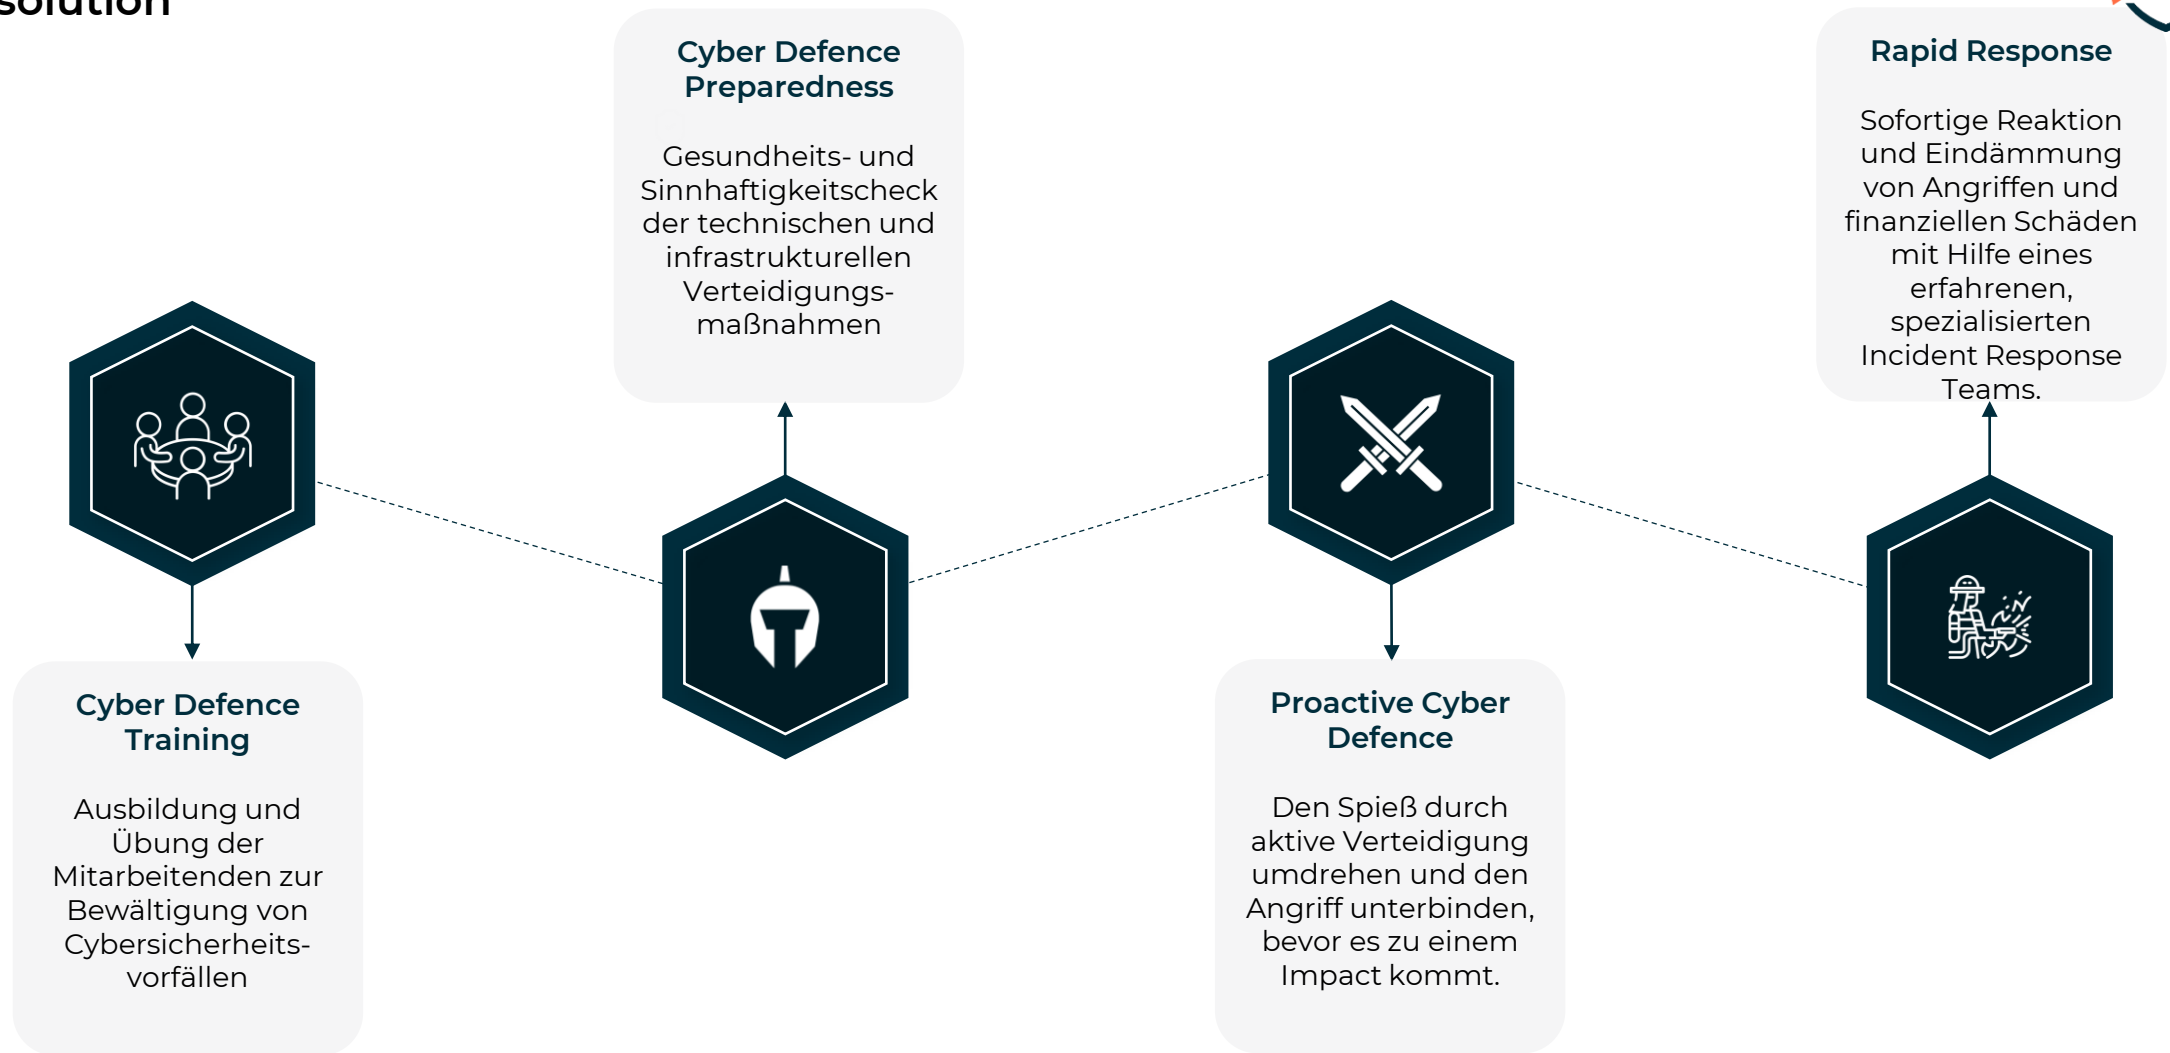 solution
Cyber Defence
Training
Ausbildung und
Übung der
Mitarbeitenden zur
Bewältigung von
Cybersicherheits-
vorfällen
Cyber Defence
Preparedness
Gesundheits- und
Sinnhaftigkeitscheck
der technischen und
infrastrukturellen
Verteidigungs-
maßnahmen
Proactive Cyber
Defence
Den Spieß durch
aktive Verteidigung
umdrehen und den
Angriff unterbinden,
bevor es zu einem
Impact kommt.
Rapid Response
Sofortige Reaktion
und Eindämmung
von Angriffen und
finanziellen Schäden
mit Hilfe eines
erfahrenen,
spezialisierten
Incident Response
Teams.